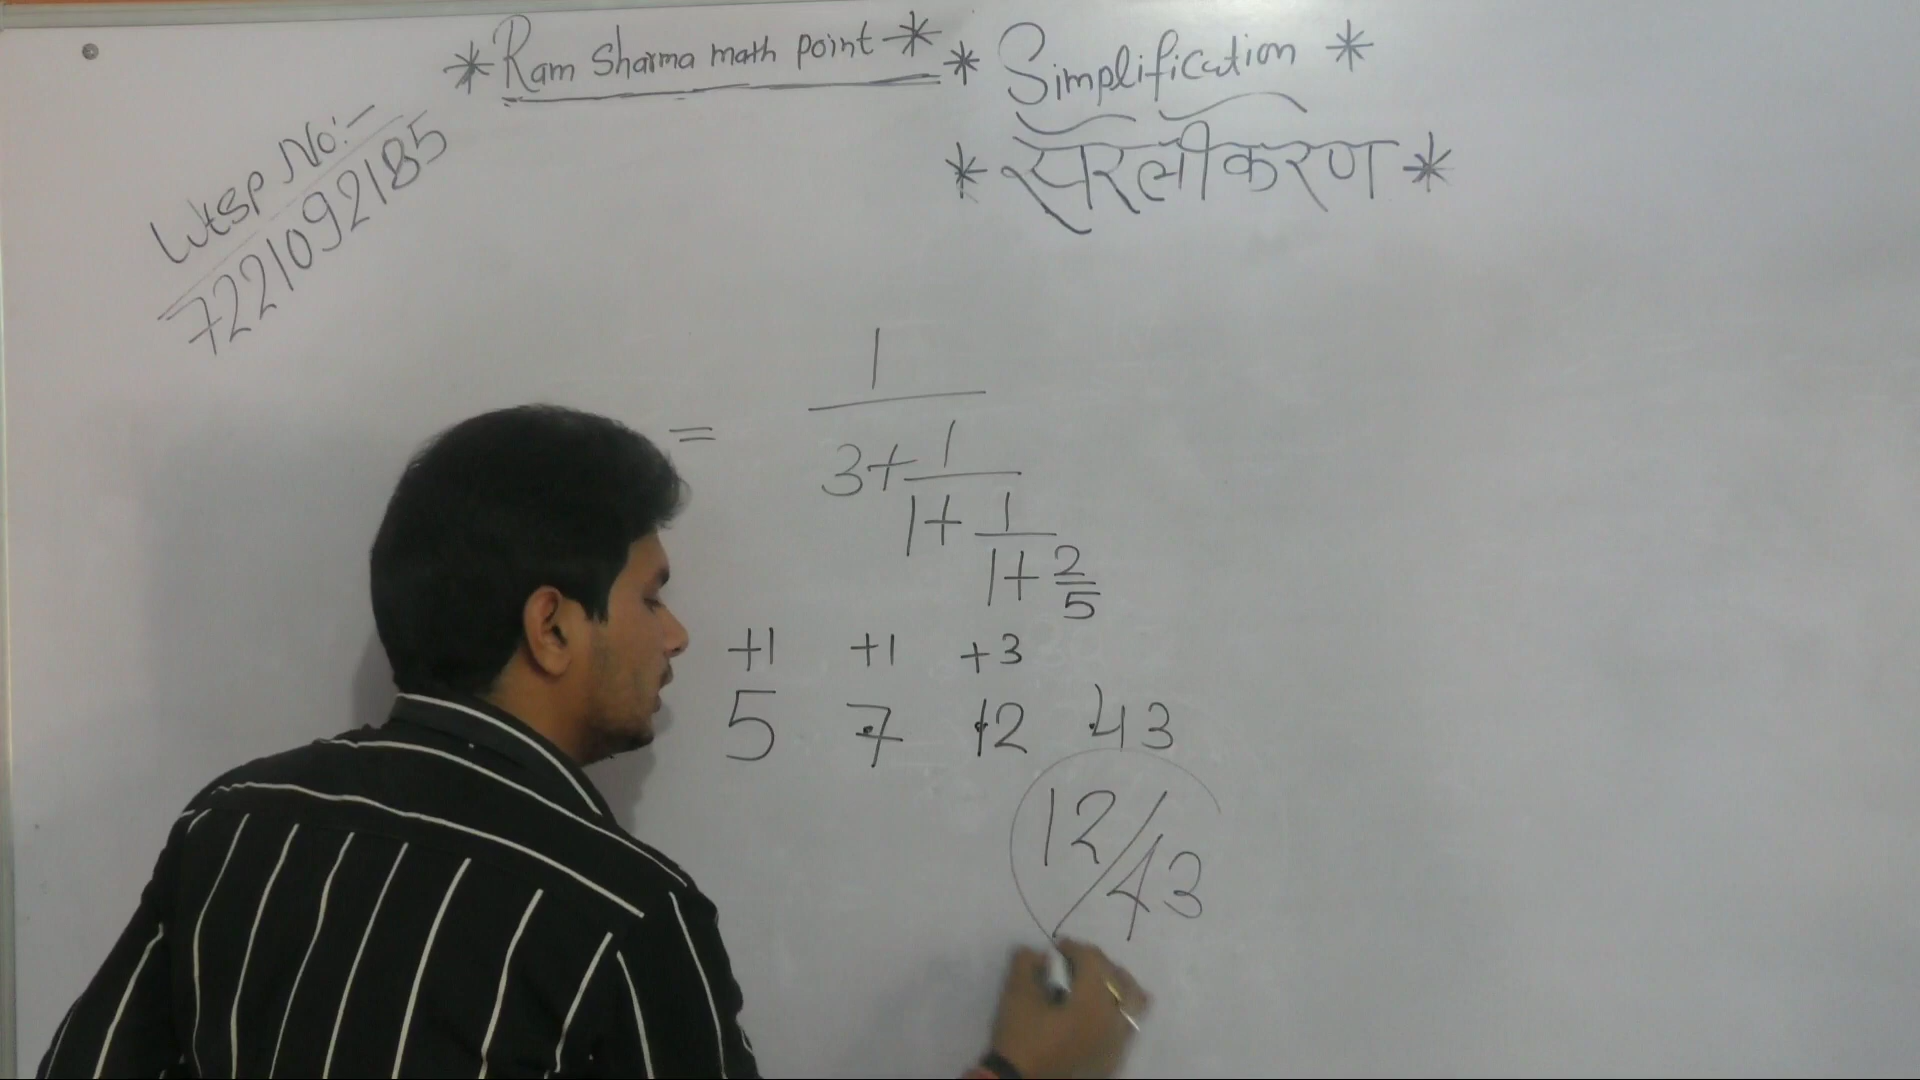 *Ram Sharma math point*
* Simplification *
* सरलीकरण *
Wtsp No:-
7221092185
= 1
3+1
1+1
1+2
5
+1 +1 +3
5 7 12 43
12/43